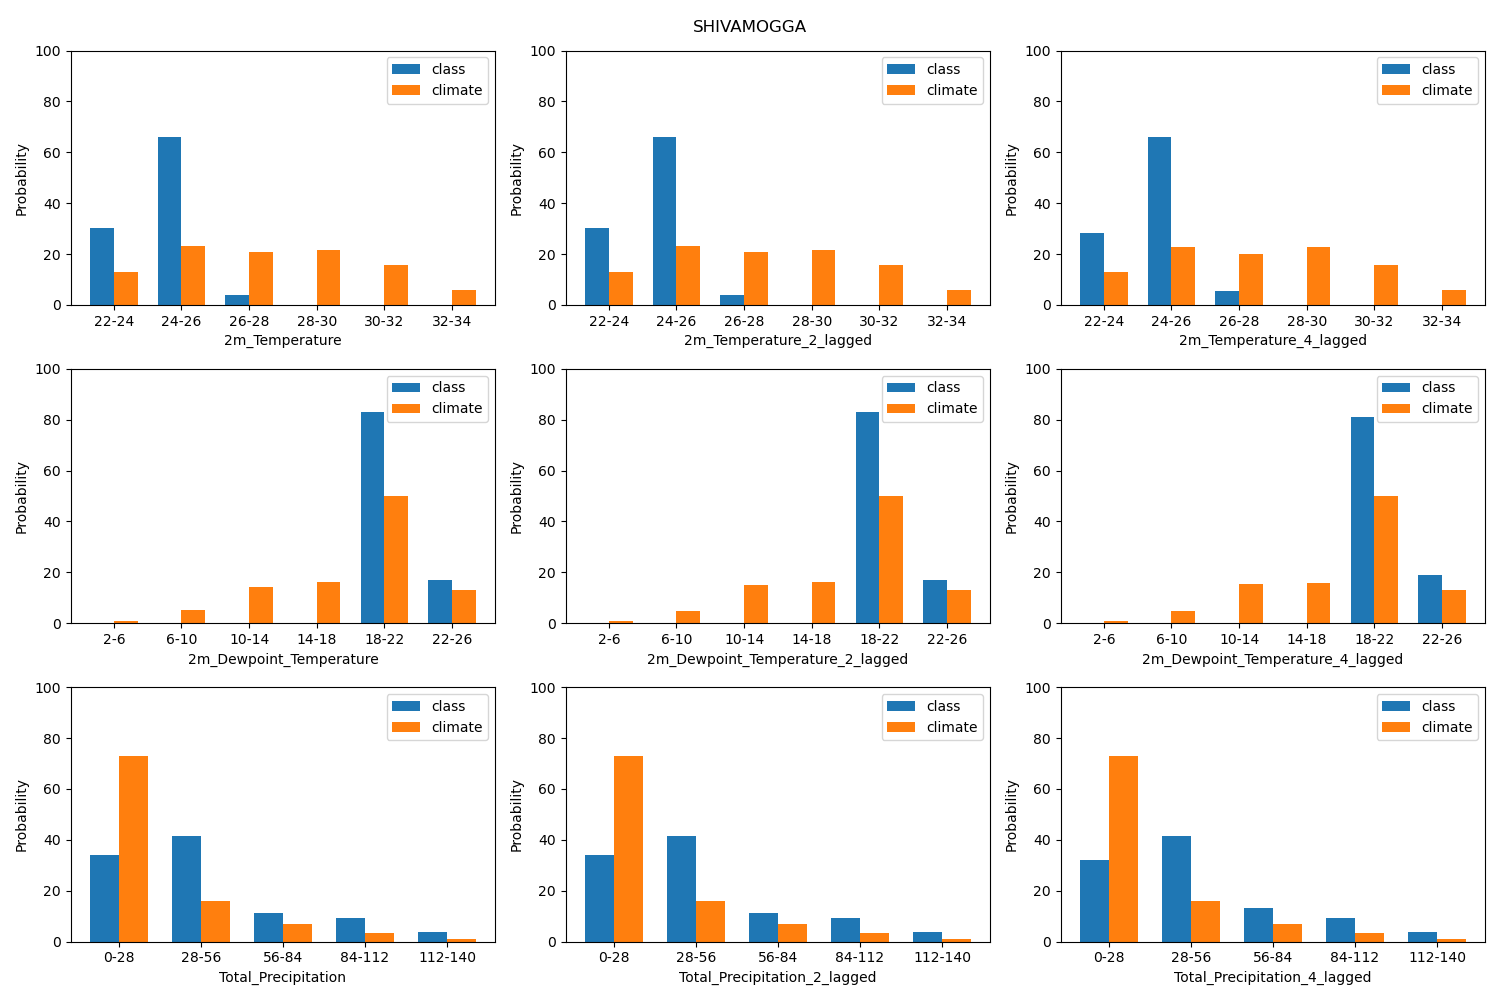 SHIVAMOGGA
100
80
60
40
20
0
Probability
class
climate
22-24 24-26 26-28 28-30 30-32 32-34
2m_Temperature
100
80
60
40
20
0
Probability
class
climate
22-24 24-26 26-28 28-30 30-32 32-34
2m_Temperature_2_lagged
100
80
60
40
20
0
Probability
class
climate
22-24 24-26 26-28 28-30 30-32 32-34
2m_Temperature_4_lagged
100
80
60
40
20
0
Probability
class
climate
2-6 6-10 10-14 14-18 18-22 22-26
2m_Dewpoint_Temperature
100
80
60
40
20
0
Probability
class
climate
2-6 6-10 10-14 14-18 18-22 22-26
2m_Dewpoint_Temperature_2_lagged
100
80
60
40
20
0
Probability
class
climate
2-6 6-10 10-14 14-18 18-22 22-26
2m_Dewpoint_Temperature_4_lagged
100
80
60
40
20
0
Probability
class
climate
0-28 28-56 56-84 84-112 112-140
Total_Precipitation
100
80
60
40
20
0
Probability
class
climate
0-28 28-56 56-84 84-112 112-140
Total_Precipitation_2_lagged
100
80
60
40
20
0
Probability
class
climate
0-28 28-56 56-84 84-112 112-140
Total_Precipitation_4_lagged